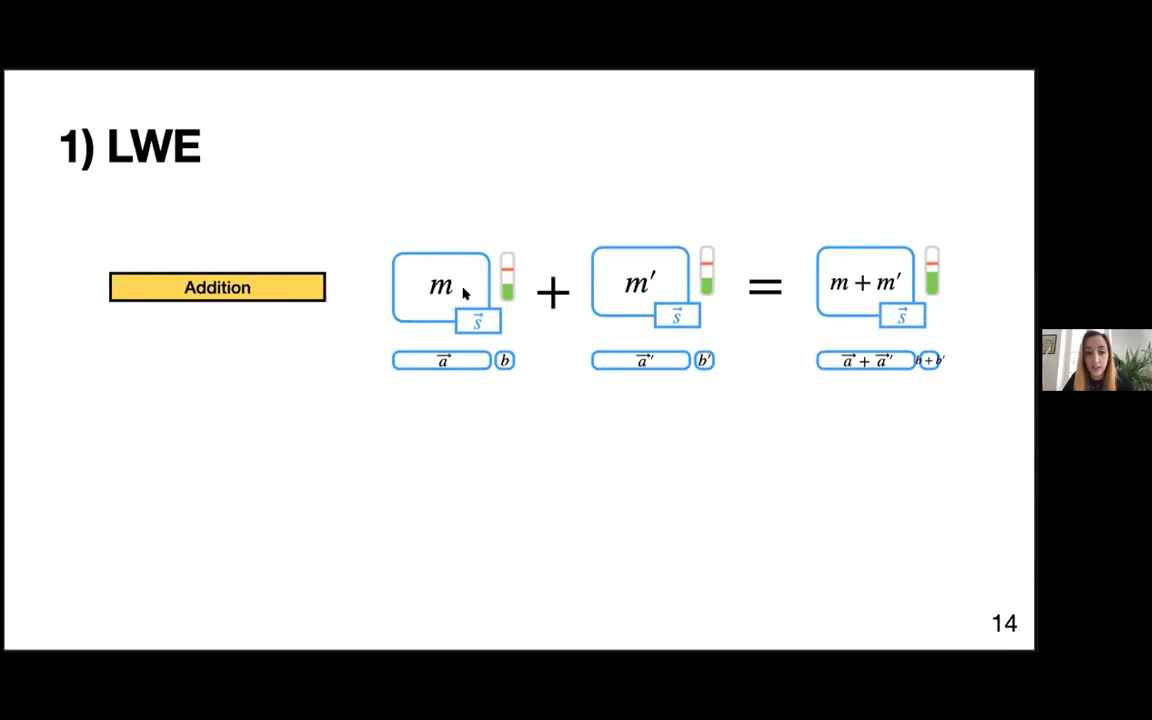 1) LWE
Addition
m + m′ = m + m′
s⃗ s⃗ s⃗
a⃗ b a⃗′ b′ a⃗ + a⃗′ b + b′
14